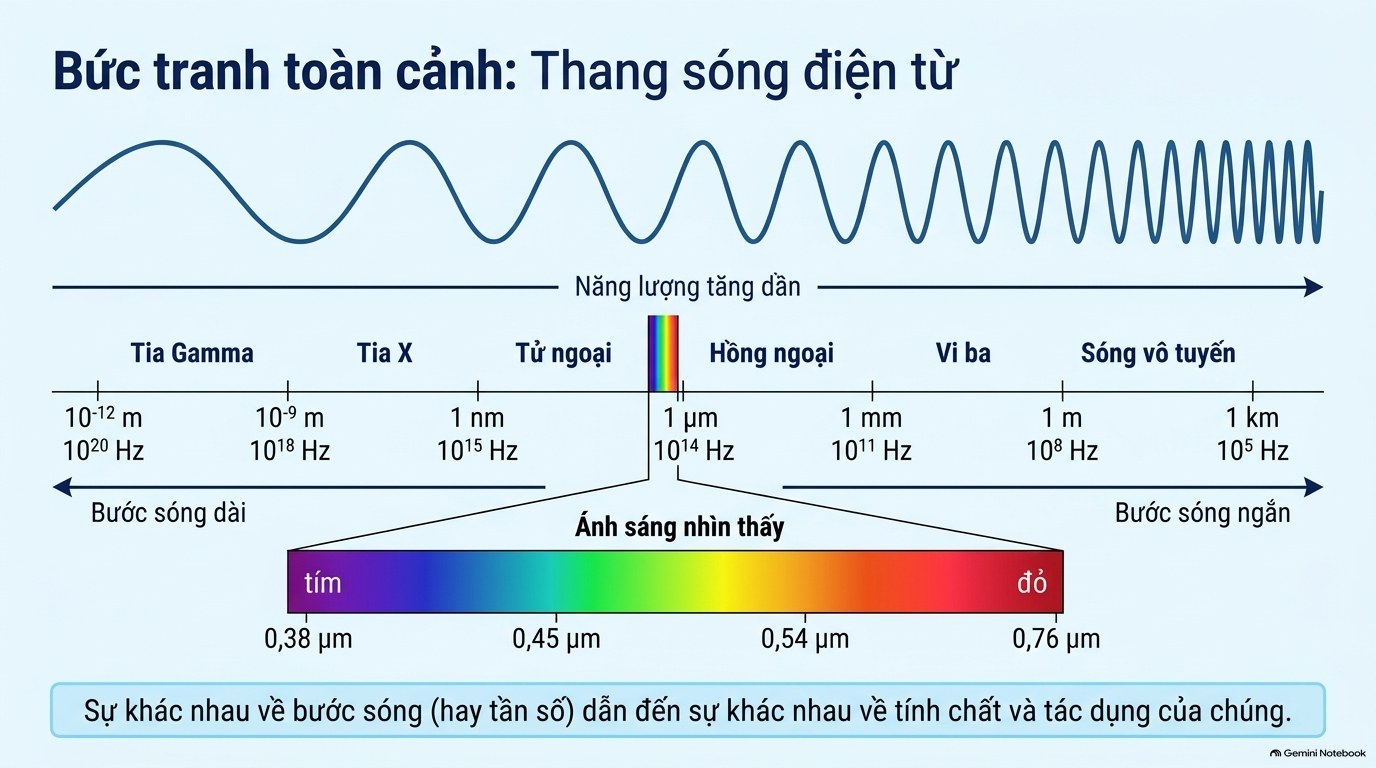 Bức tranh toàn cảnh: Thang sóng điện từ
Năng lượng tăng dần
Tia Gamma Tia X Tử ngoại Hồng ngoại Vi ba Sóng vô tuyến
10⁻¹² m 10⁻⁹ m 1 nm 1 µm 1 mm 1 m 1 km
10²⁰ Hz 10¹⁸ Hz 10¹⁵ Hz 10¹⁴ Hz 10¹¹ Hz 10⁸ Hz 10⁵ Hz
Bước sóng dài Bước sóng ngắn
Ánh sáng nhìn thấy
tím đỏ
0,38 µm 0,45 µm 0,54 µm 0,76 µm
Sự khác nhau về bước sóng (hay tần số) dẫn đến sự khác nhau về tính chất và tác dụng của chúng.
Gemini Notebook